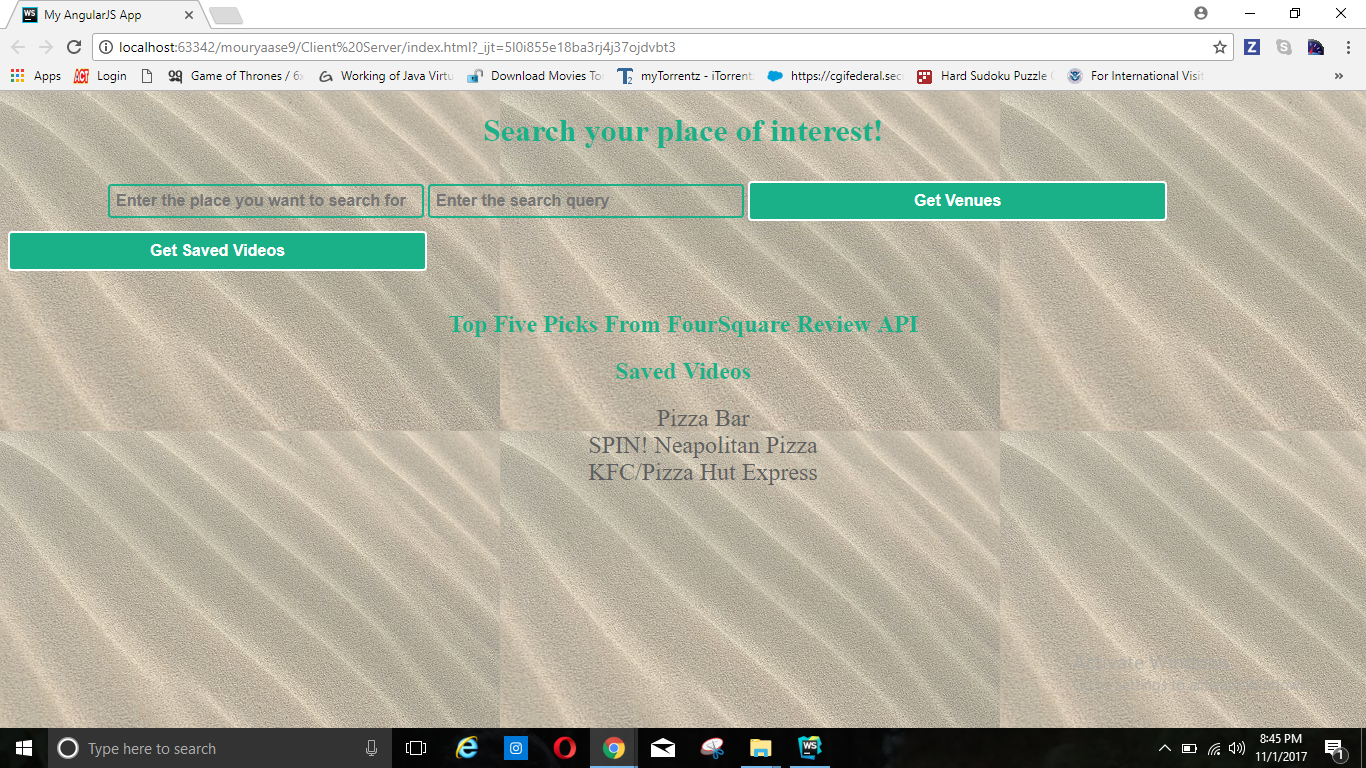 My AngularJS App
localhost:63342/mouryaase9/Client%20Server/index.html?_ijt=5l0i855e18ba3rj4j37ojdvbt3
Apps Login Game of Thrones / 6x Working of Java Virtu Download Movies To myTorrentz - iTorrent https://cgifederal.sec Hard Sudoku Puzzle For International Visit
Search your place of interest!
Enter the place you want to search for Enter the search query Get Venues
Get Saved Videos
Top Five Picks From FourSquare Review API
Saved Videos
Pizza Bar
SPIN! Neapolitan Pizza
KFC/Pizza Hut Express
Activate Windows
Type here to search
8:45 PM
11/1/2017